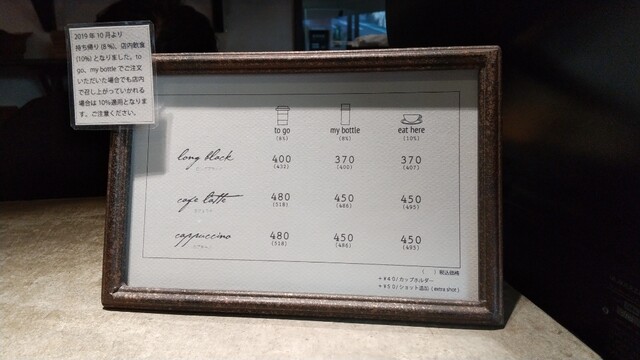 2019年10月より
持ち帰り(8%)、店内飲食
(10%)となりました。to
go、my bottle でご注文
いただいた場合でも店内
で召し上がっていかれる
場合は10%適用となりま
す。ご注意ください。
to go my bottle eat here
(8%) (8%) (10%)
long black 400 370 370
(432) (400) (407)
cafe latte 480 450 450
(518) (486) (495)
cappuccino 480 450 450
(518) (486) (495)
( )税込価格
+¥40/カップホルダー
+¥50/ショット追加 (extra shot)